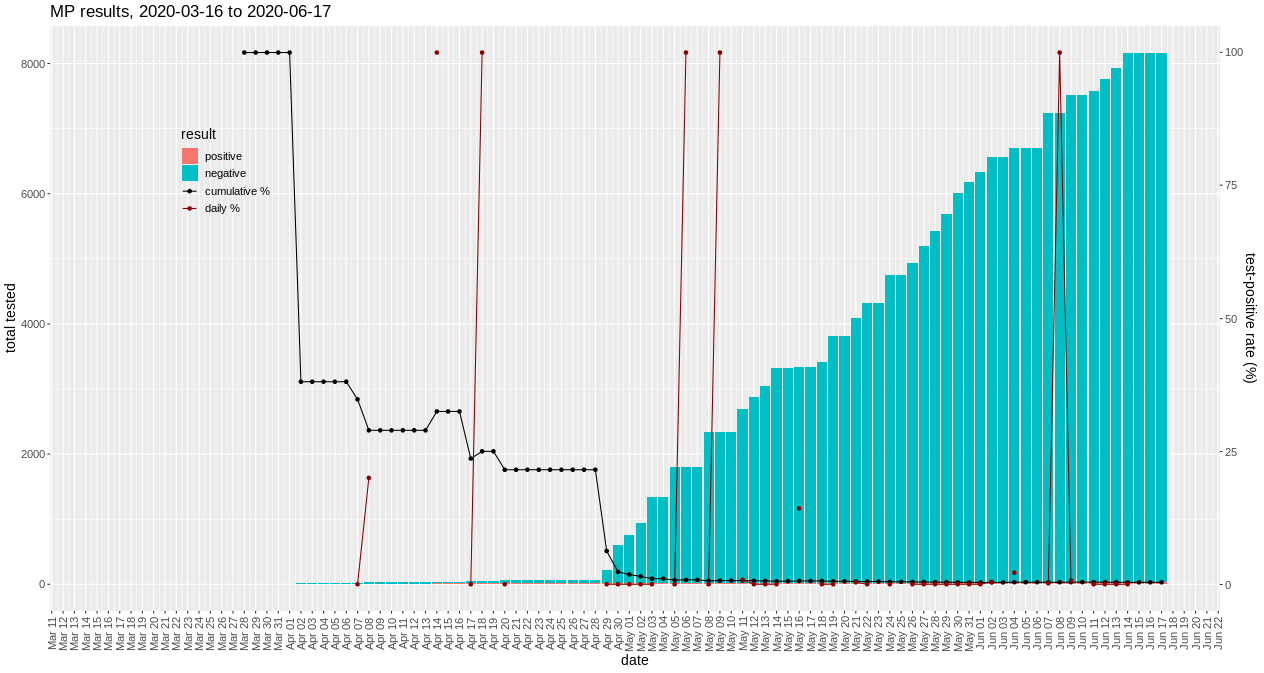 MP results, 2020-03-16 to 2020-06-17
total tested
8000
6000
4000
2000
0
result
positive
negative
cumulative %
daily %
100
75
50
25
0
test-positive rate (%)
Mar 11
Mar 12
Mar 13
Mar 14
Mar 15
Mar 16
Mar 17
Mar 18
Mar 19
Mar 20
Mar 21
Mar 22
Mar 23
Mar 24
Mar 25
Mar 26
Mar 27
Mar 28
Mar 29
Mar 30
Mar 31
Apr 01
Apr 02
Apr 03
Apr 04
Apr 05
Apr 06
Apr 07
Apr 08
Apr 09
Apr 10
Apr 11
Apr 12
Apr 13
Apr 14
Apr 15
Apr 16
Apr 17
Apr 18
Apr 19
Apr 20
Apr 21
Apr 22
Apr 23
Apr 24
Apr 25
Apr 26
Apr 27
Apr 28
Apr 29
Apr 30
May 01
May 02
May 03
May 04
May 05
May 06
May 07
May 08
May 09
May 10
May 11
May 12
May 13
May 14
May 15
May 16
May 17
May 18
May 19
May 20
May 21
May 22
May 23
May 24
May 25
May 26
May 27
May 28
May 29
May 30
May 31
Jun 01
Jun 02
Jun 03
Jun 04
Jun 05
Jun 06
Jun 07
Jun 08
Jun 09
Jun 10
Jun 11
Jun 12
Jun 13
Jun 14
Jun 15
Jun 16
Jun 17
Jun 18
Jun 19
Jun 20
Jun 21
Jun 22
date